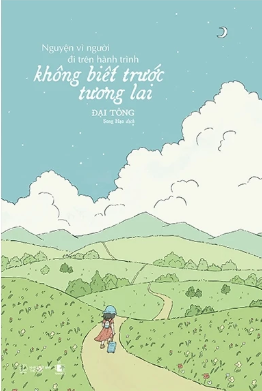 Nguyện vì người
đi trên hành trình
không biết trước
tương lai
ĐẠI TÔNG